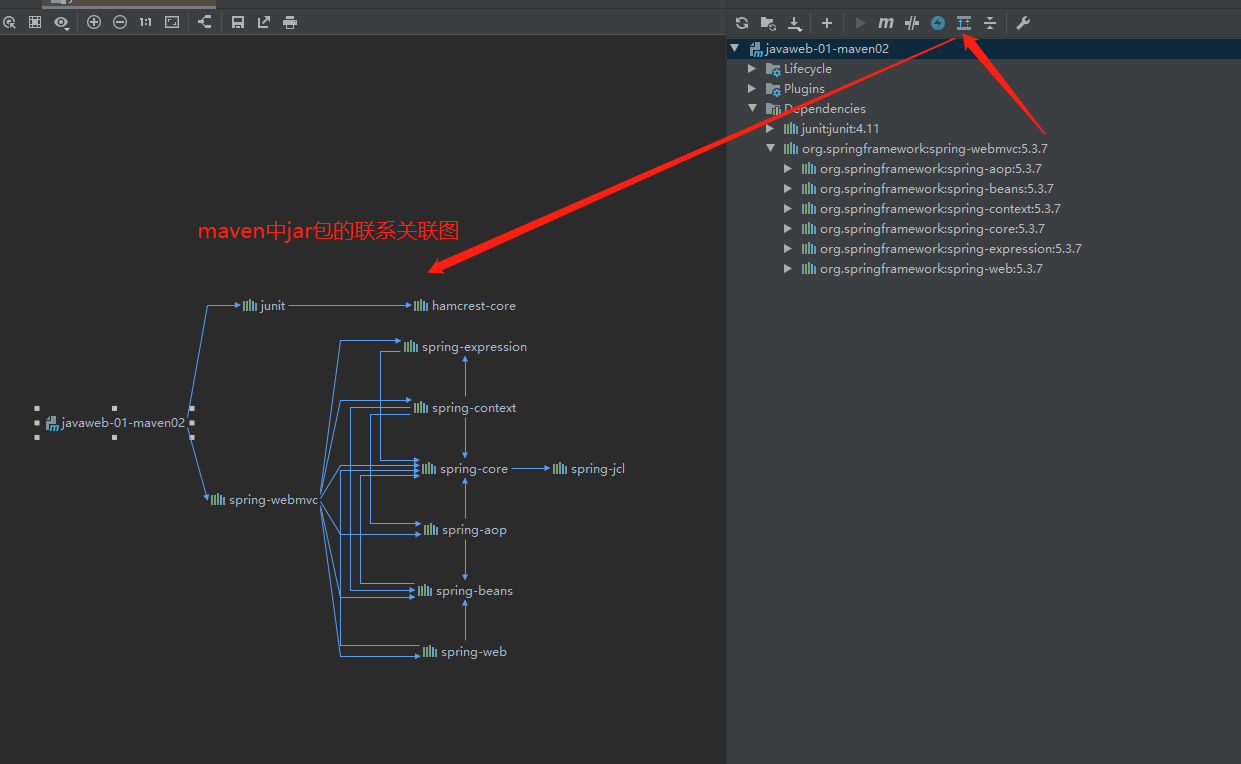 1:1
maven中jar包的联系关联图
junit
hamcrest-core
spring-expression
spring-context
javaweb-01-maven02
spring-core
spring-jcl
spring-webmvc
spring-aop
spring-beans
spring-web
m
javaweb-01-maven02
Lifecycle
Plugins
Dependencies
junit:junit:4.11
org.springframework:spring-webmvc:5.3.7
org.springframework:spring-aop:5.3.7
org.springframework:spring-beans:5.3.7
org.springframework:spring-context:5.3.7
org.springframework:spring-core:5.3.7
org.springframework:spring-expression:5.3.7
org.springframework:spring-web:5.3.7